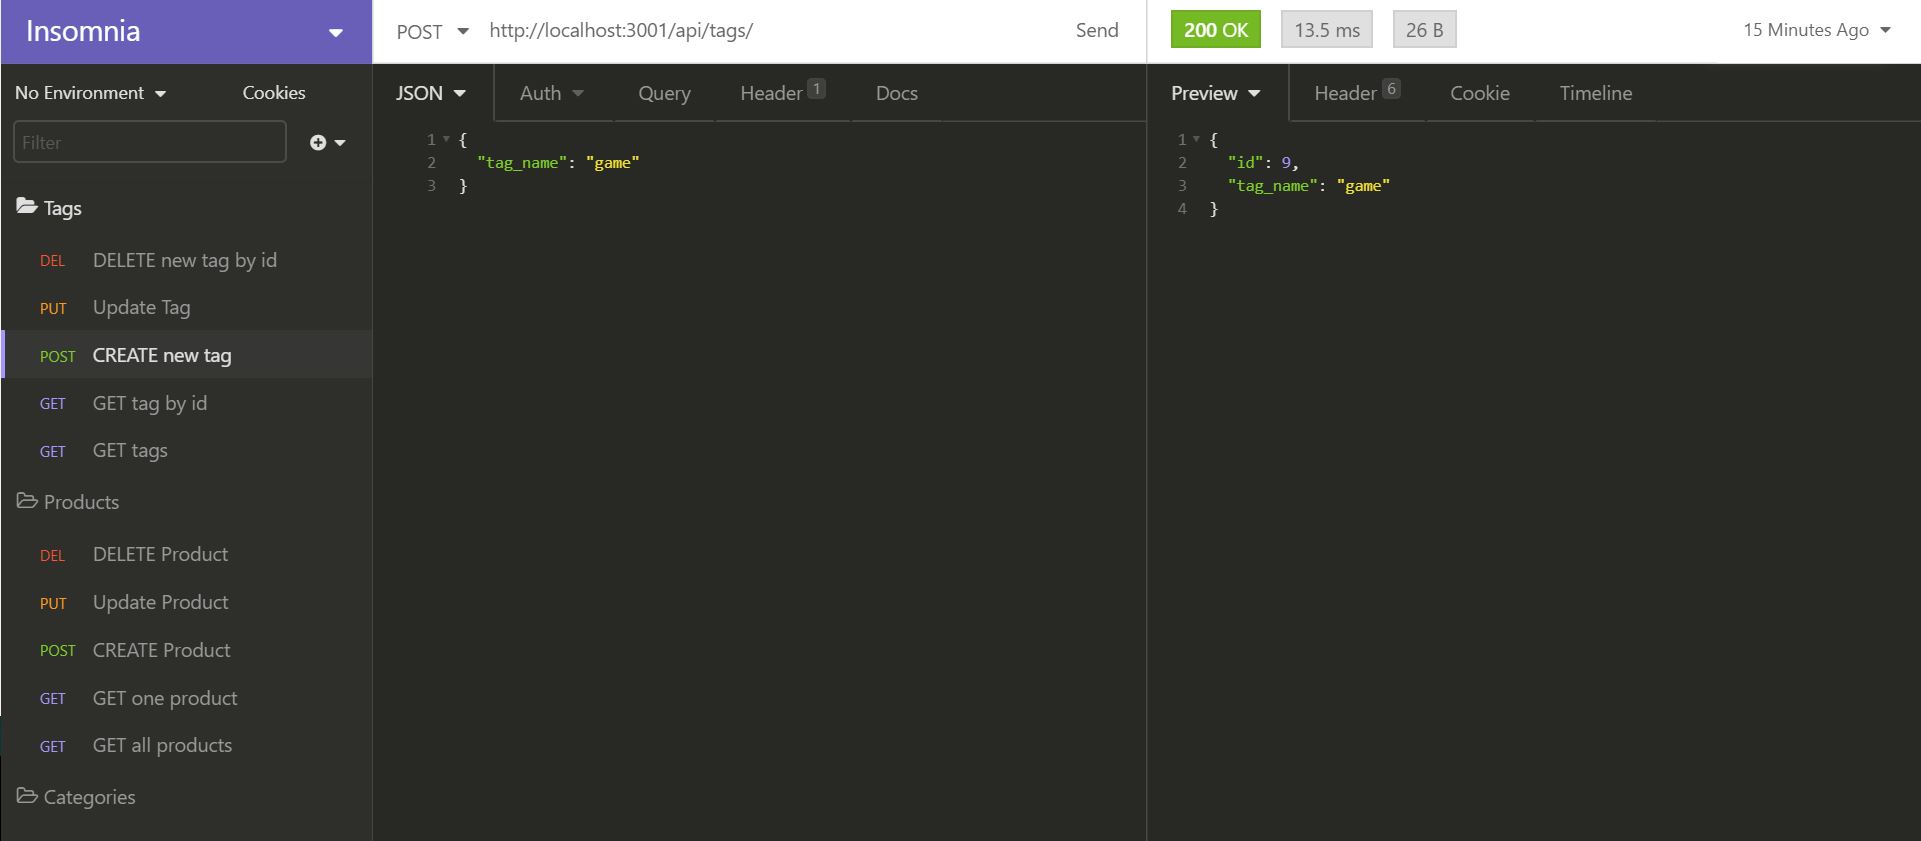 Insomnia
POST http://localhost:3001/api/tags/ Send
200 OK 13.5 ms 26 B 15 Minutes Ago
No Environment Cookies
Filter
Tags
DEL DELETE new tag by id
PUT Update Tag
POST CREATE new tag
GET GET tag by id
GET GET tags
Products
DEL DELETE Product
PUT Update Product
POST CREATE Product
GET GET one product
GET GET all products
Categories
JSON Auth Query Header 1 Docs
1 {
2 "tag_name": "game"
3 }
Preview Header 6 Cookie Timeline
1 {
2 "id": 9,
3 "tag_name": "game"
4 }